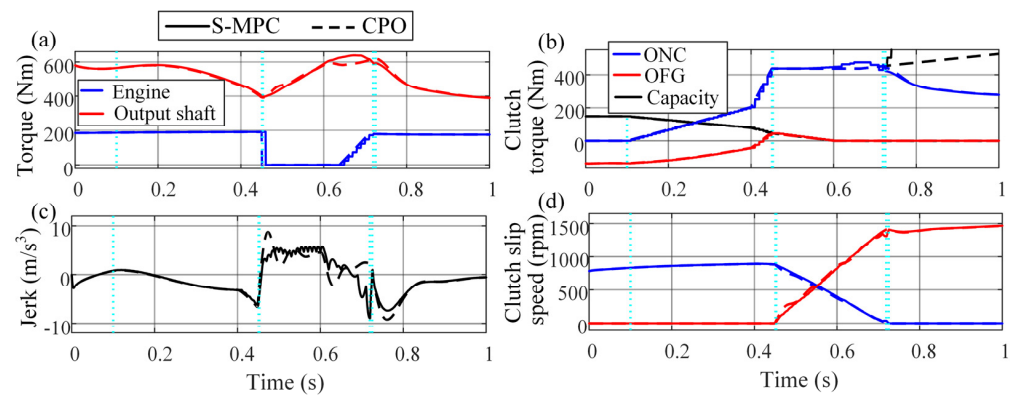 S-MPC CPO
(a)
Torque (Nm)
600
400
200
0
Engine
Output shaft
0 0.2 0.4 0.6 0.8 1
(b)
Clutch
torque (Nm)
400
200
0
ONC
OFG
Capacity
0 0.2 0.4 0.6 0.8 1
(c)
Jerk (m/s³)
10
0
-10
0 0.2 0.4 0.6 0.8 1
Time (s)
(d)
Clutch slip
speed (rpm)
1500
1000
500
0
0 0.2 0.4 0.6 0.8 1
Time (s)